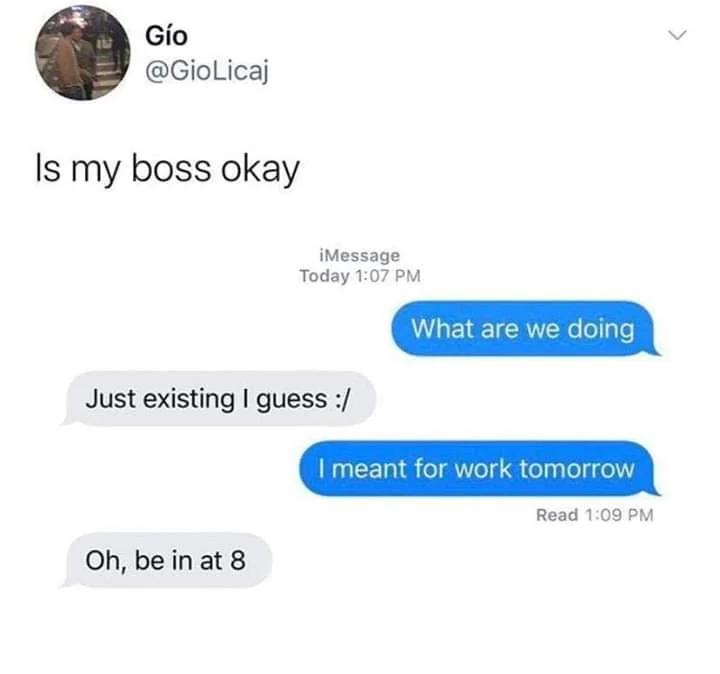 Gío
@GioLicaj
Is my boss okay
iMessage
Today 1:07 PM
What are we doing
Just existing I guess :/
I meant for work tomorrow
Read 1:09 PM
Oh, be in at 8